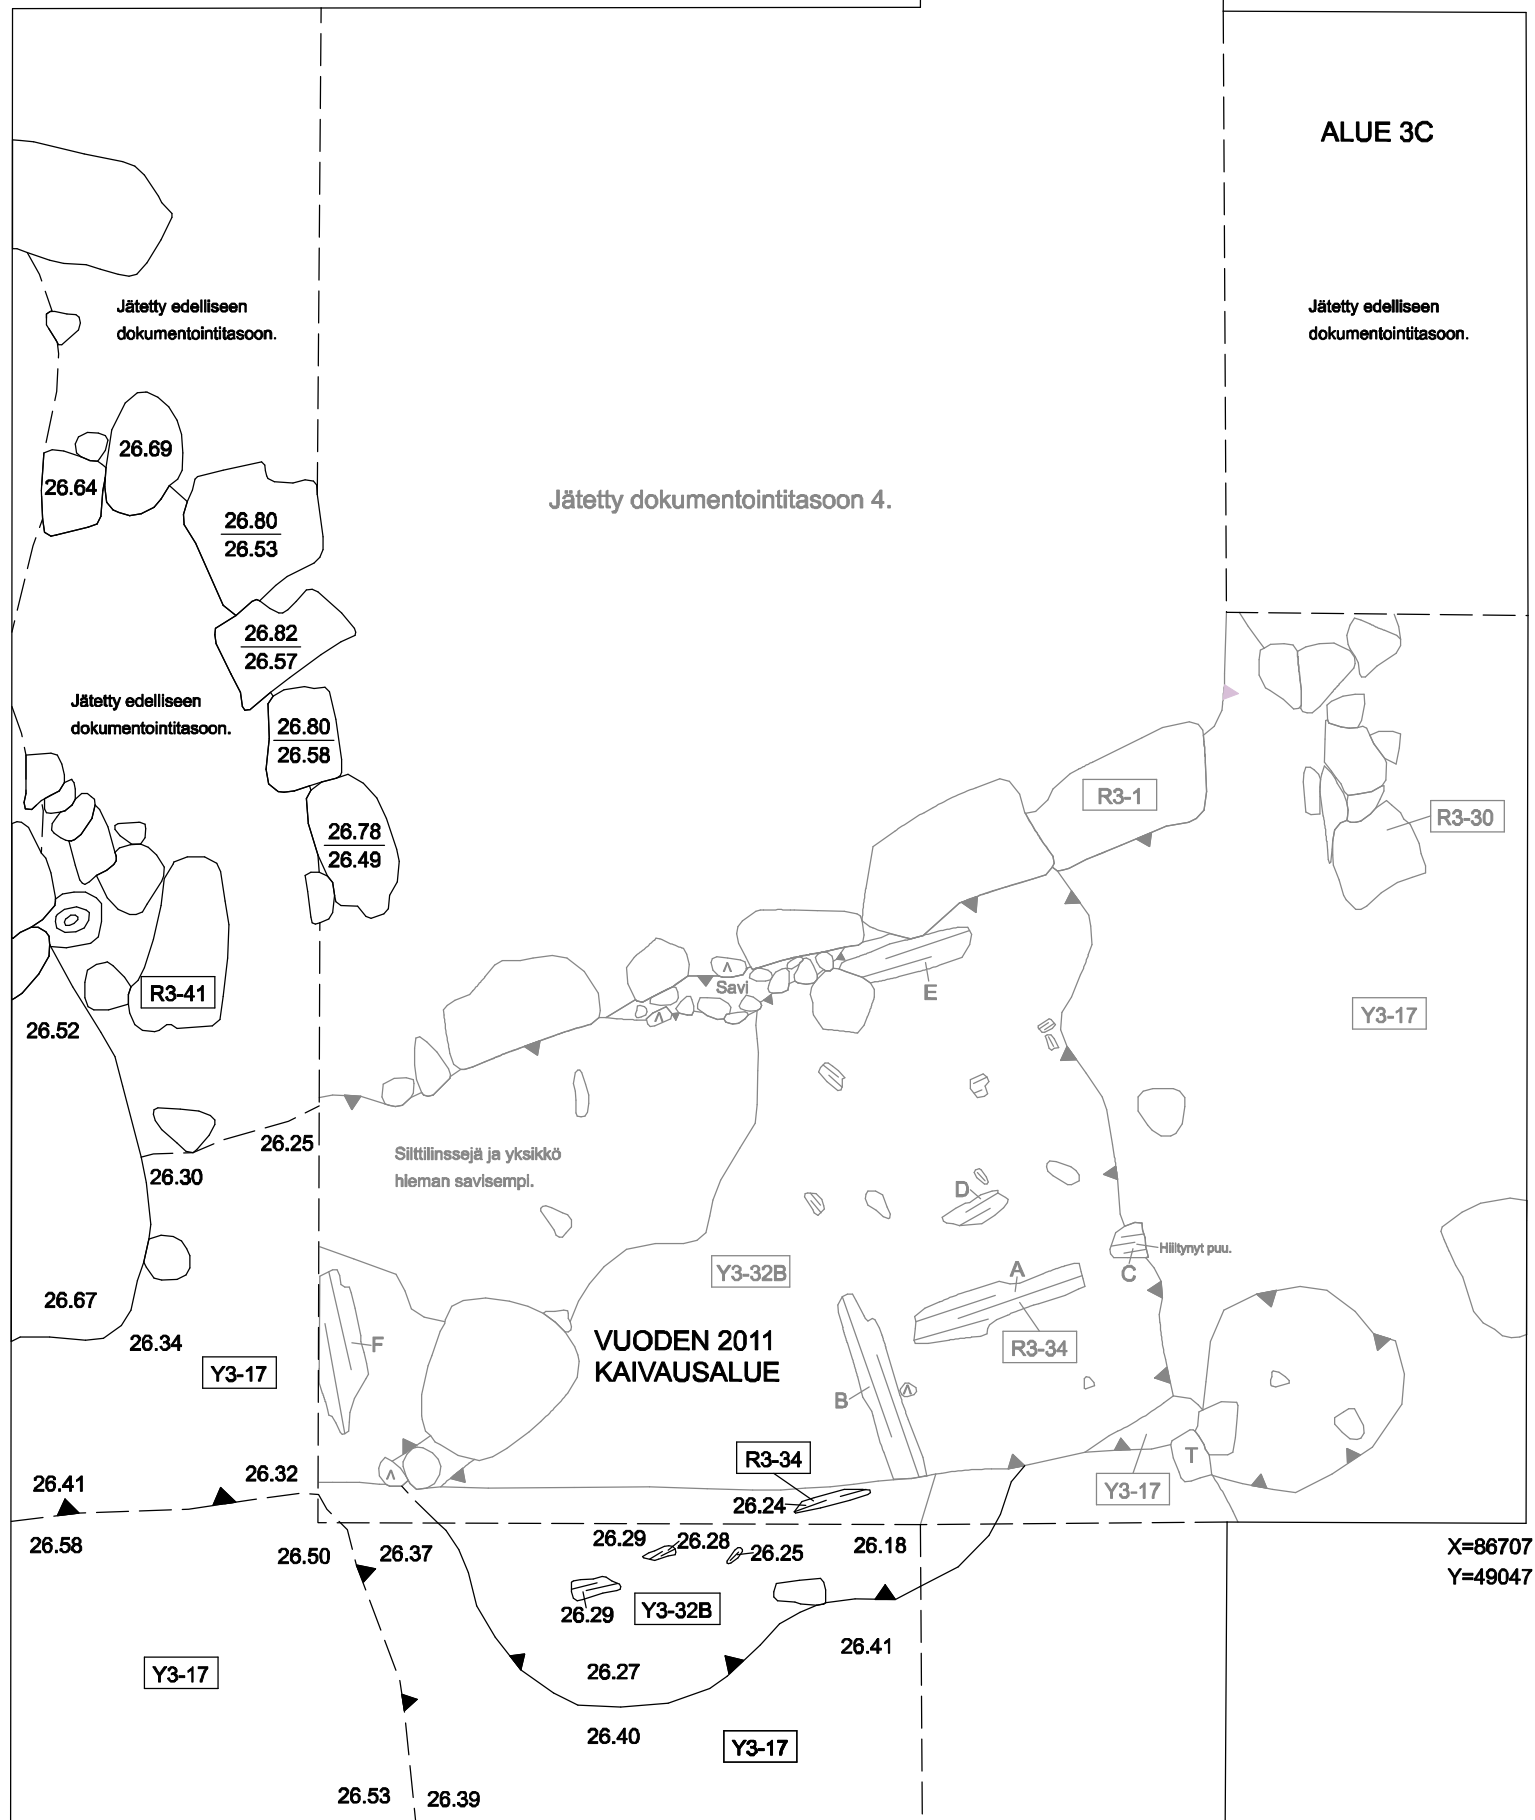 ALUE 3C
Jätetty edelliseen
dokumentointitasoon.
Jätetty edelliseen
dokumentointitasoon.
26.69
26.64
26.80
26.53
Jätetty dokumentointitasoon 4.
26.82
26.57
Jätetty edelliseen
dokumentointitasoon.
26.80
26.58
R3-1
R3-30
26.78
26.49
Λ
Savi
E
Λ
R3-41
26.52
Y3-17
26.25
26.30
Silttilinssejä ja yksikkö
hieman savisempi.
D
Y3-32B
A
C
Hiiltynyt puu.
26.67
26.34
F
VUODEN 2011
KAIVAUSALUE
R3-34
Y3-17
B
Λ
R3-34
T
26.41
26.32
Λ
Y3-17
26.24
26.58
26.50
26.37
26.29
26.28
26.25
26.18
X=86707
Y=49047
26.29
Y3-32B
26.41
Y3-17
26.27
26.40
Y3-17
26.53
26.39